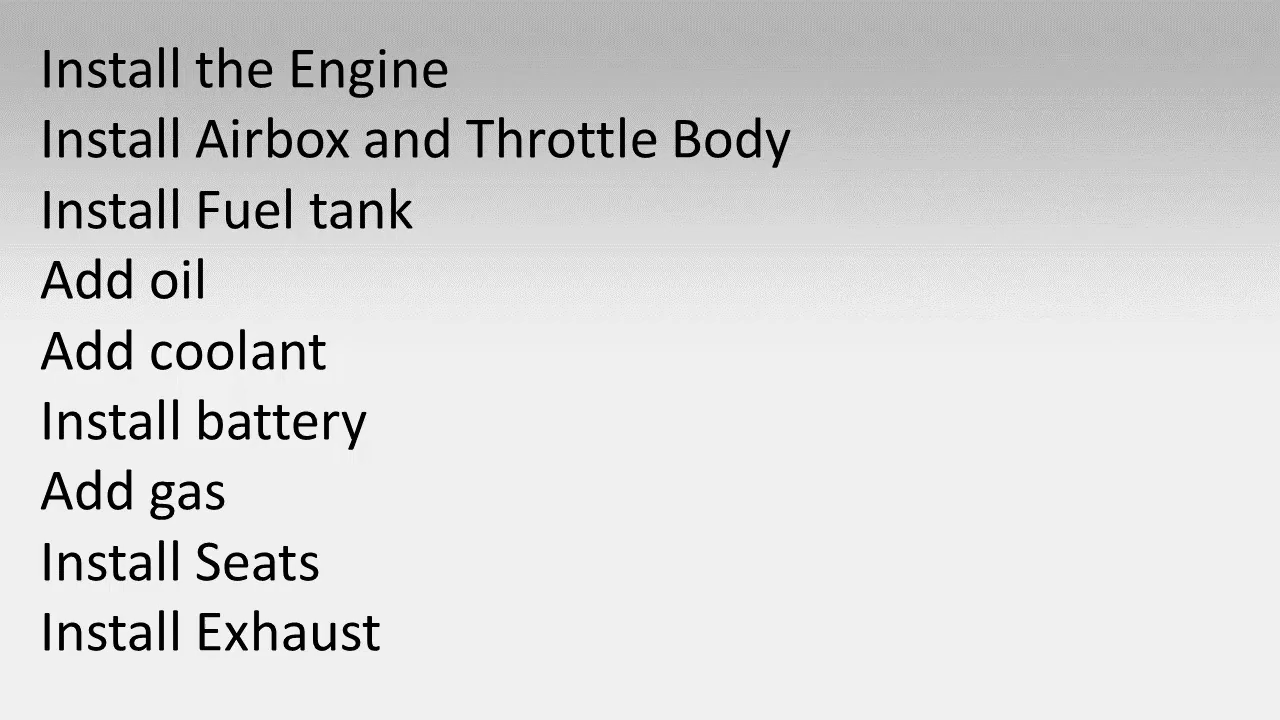 Install the Engine
Install Airbox and Throttle Body
Install Fuel tank
Add oil
Add coolant
Install battery
Add gas
Install Seats
Install Exhaust